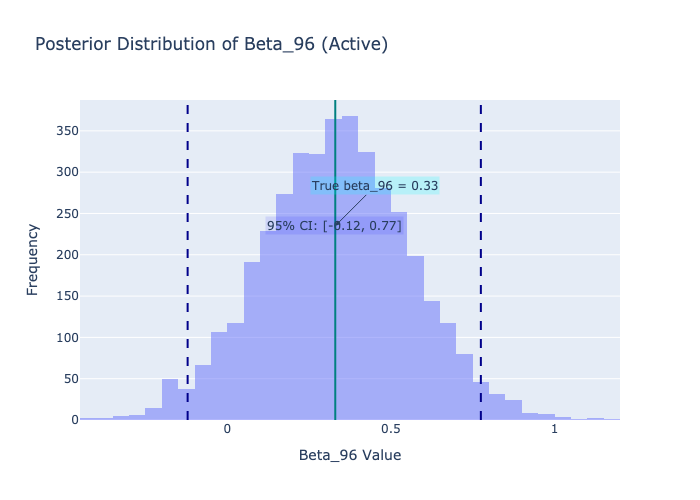 Posterior Distribution of Beta_96 (Active)
350
300
250
200
150
100
50
0
Frequency
True beta_96 = 0.33
95% CI: [-0.12, 0.77]
0
0.5
1
Beta_96 Value